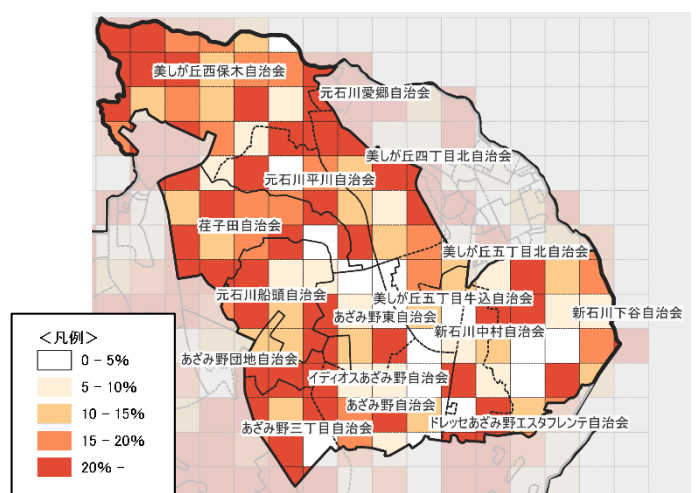 美しが丘西保木自治会
元石川愛郷自治会
美しが丘四丁目北自治会
元石川平川自治会
荏子田自治会
美しが丘五丁目北自治会
元石川船頭自治会
美しが丘五丁目牛込自治会
あざみ野東自治会
新石川下谷自治会
新石川中村自治会
あざみ野団地自治会
イディオスあざみ野自治会
あざみ野自治会
ドレッセあざみ野エスタフレンテ自治会
あざみ野三丁目自治会
＜凡例＞
0 – 5%
5 – 10%
10 – 15%
15 – 20%
20% -